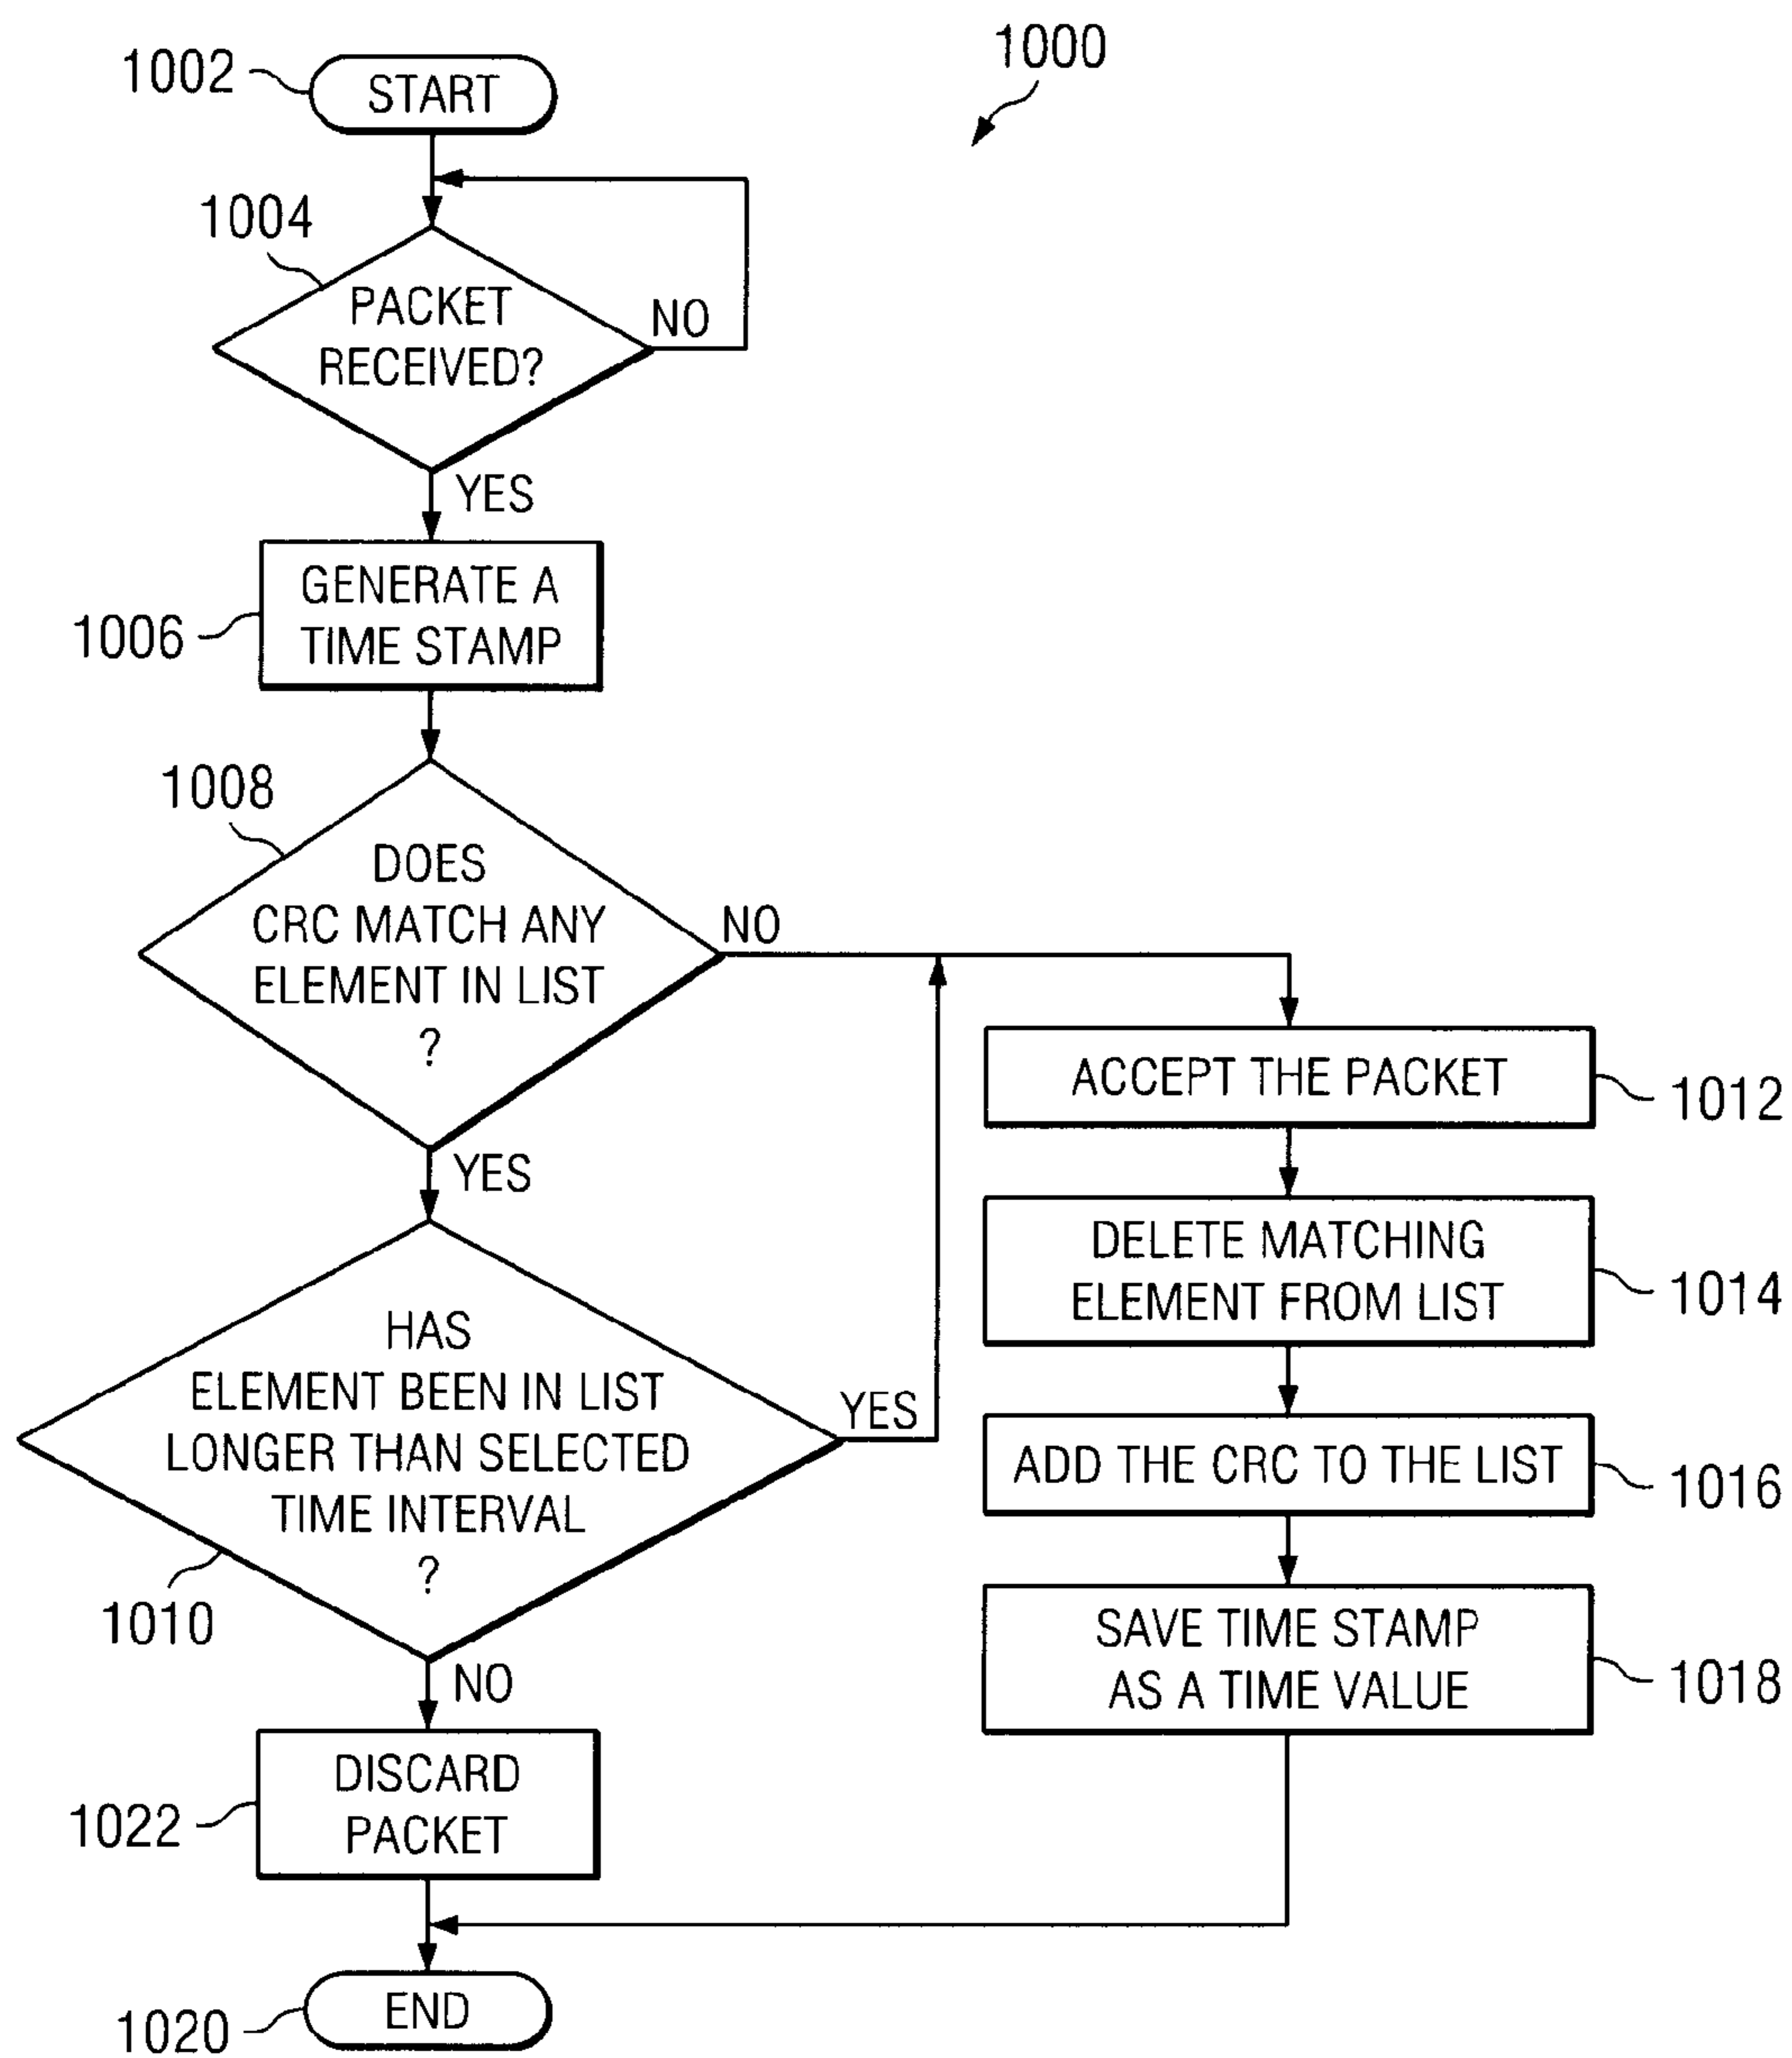 1000
1002
START
1004
PACKET
RECEIVED?
NO
YES
1006
GENERATE A
TIME STAMP
1008
DOES
CRC MATCH ANY
ELEMENT IN LIST
?
NO
YES
1010
HAS
ELEMENT BEEN IN LIST
LONGER THAN SELECTED
TIME INTERVAL
?
YES
NO
ACCEPT THE PACKET
1012
DELETE MATCHING
ELEMENT FROM LIST
1014
ADD THE CRC TO THE LIST
1016
SAVE TIME STAMP
AS A TIME VALUE
1018
1022
DISCARD
PACKET
1020
END